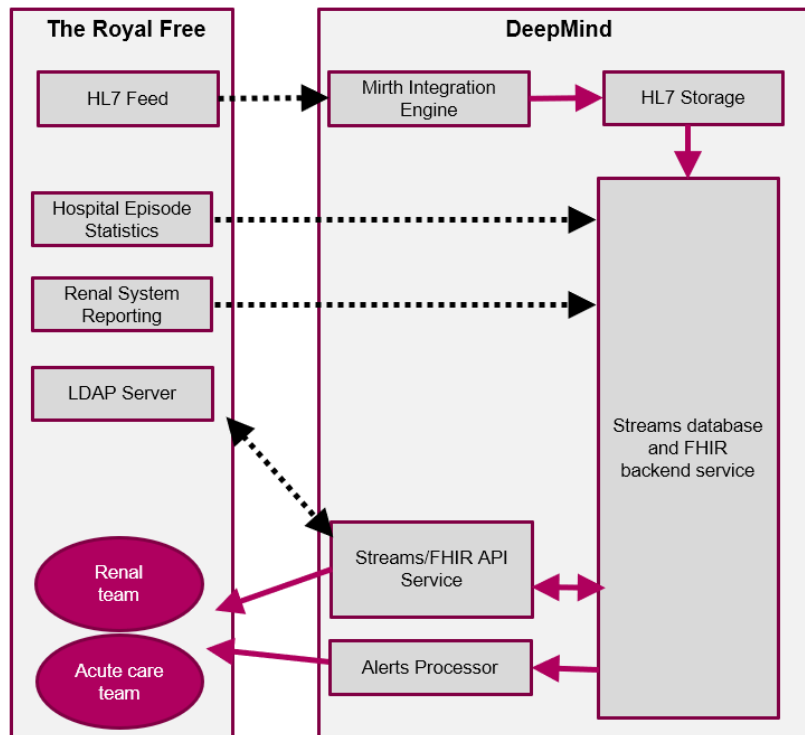 The Royal Free
DeepMind
HL7 Feed
Mirth Integration
Engine
HL7 Storage
Hospital Episode
Statistics
Renal System
Reporting
LDAP Server
Streams database
and FHIR
backend service
Streams/FHIR API
Service
Renal
team
Alerts Processor
Acute care
team